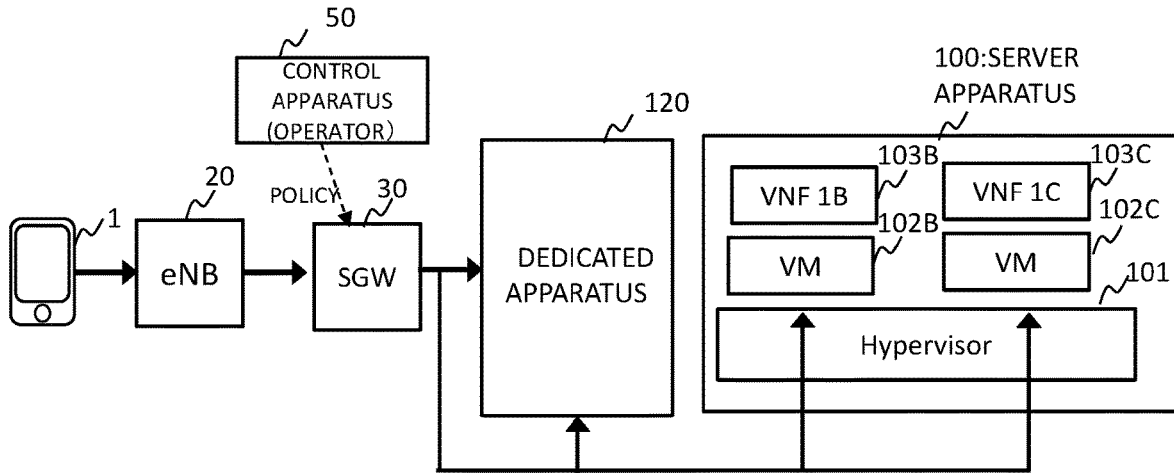 50
CONTROL
APPARATUS
(OPERATOR)
100:SERVER
APPARATUS
120
103B
103C
VNF 1B
VNF 1C
20
POLICY
30
102B
102C
1
eNB
SGW
DEDICATED
APPARATUS
VM
VM
101
Hypervisor